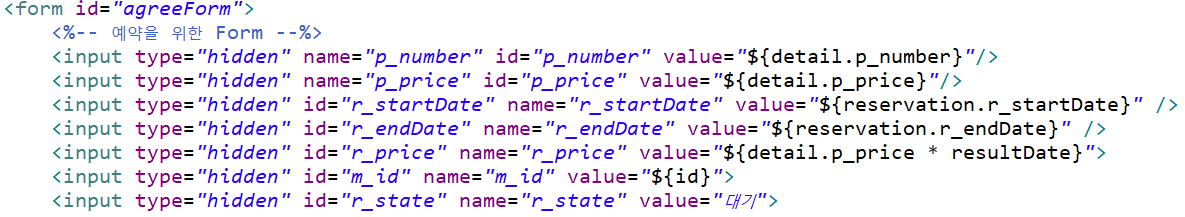 <form id="agreeForm">
<%-- 예약을 위한 Form --%>
<input type="hidden" name="p_number" id="p_number" value="${detail.p_number}"/>
<input type="hidden" name="p_price" id="p_price" value="${detail.p_price}"/>
<input type="hidden" id="r_startDate" name="r_startDate" value="${reservation.r_startDate}" />
<input type="hidden" id="r_endDate" name="r_endDate" value="${reservation.r_endDate}" />
<input type="hidden" id="r_price" name="r_price" value="${detail.p_price * resultDate}">
<input type="hidden" id="m_id" name="m_id" value="${id}">
<input type="hidden" id="r_state" name="r_state" value="대기">